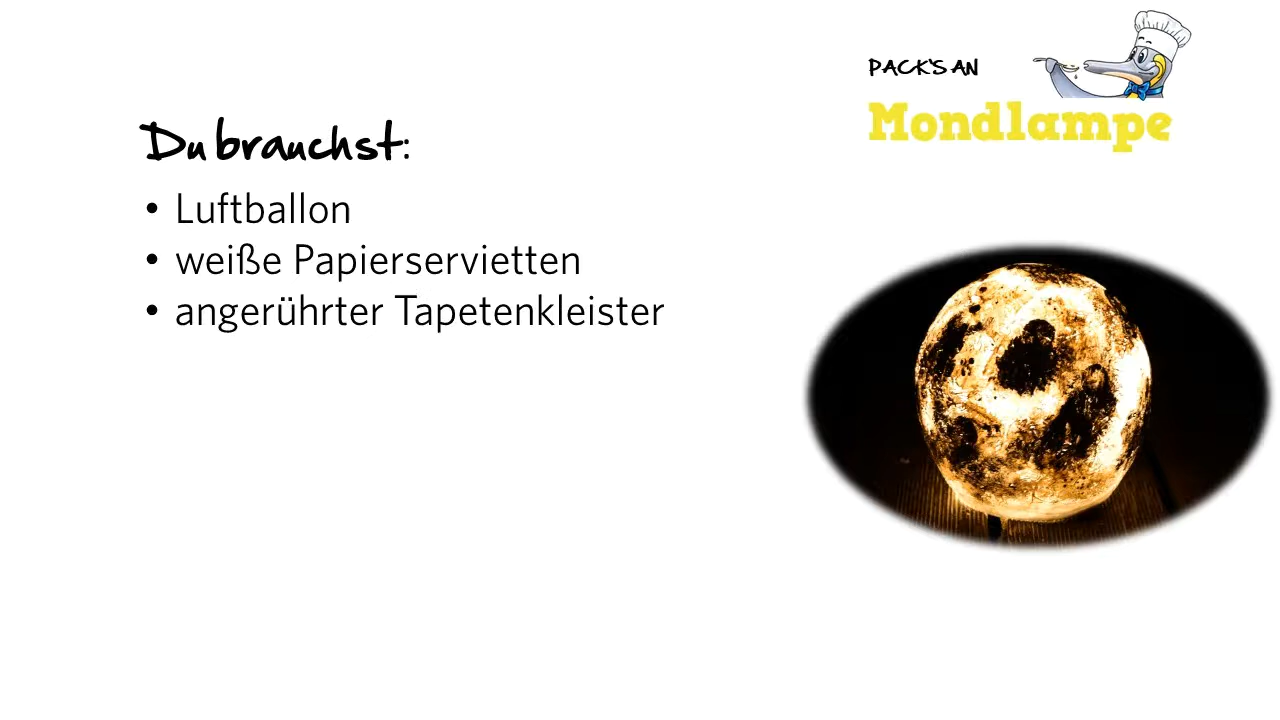 PACK'S AN
Mondlampe
Du brauchst:
• Luftballon
• weiße Papierservietten
• angerührter Tapetenkleister